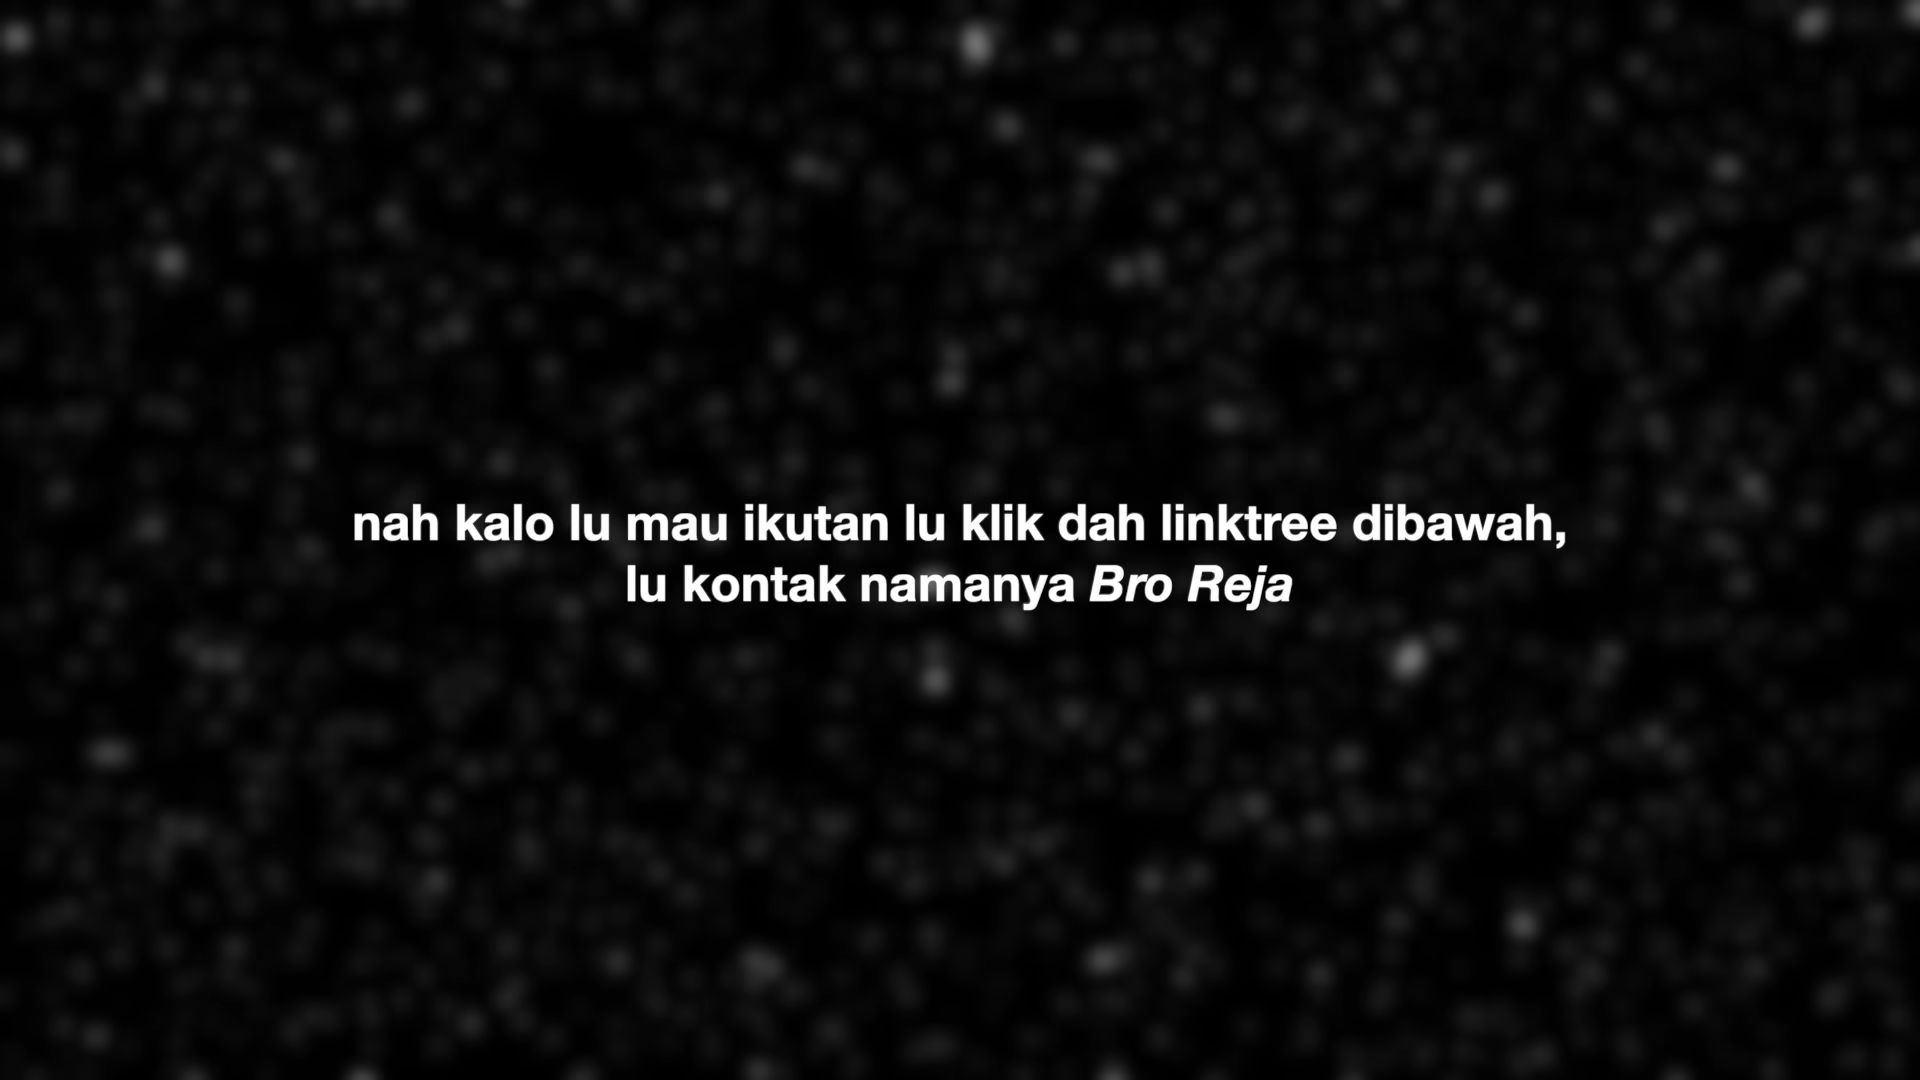 nah kalo lu mau ikutan lu klik dah linktree dibawah,
lu kontak namanya Bro Reja